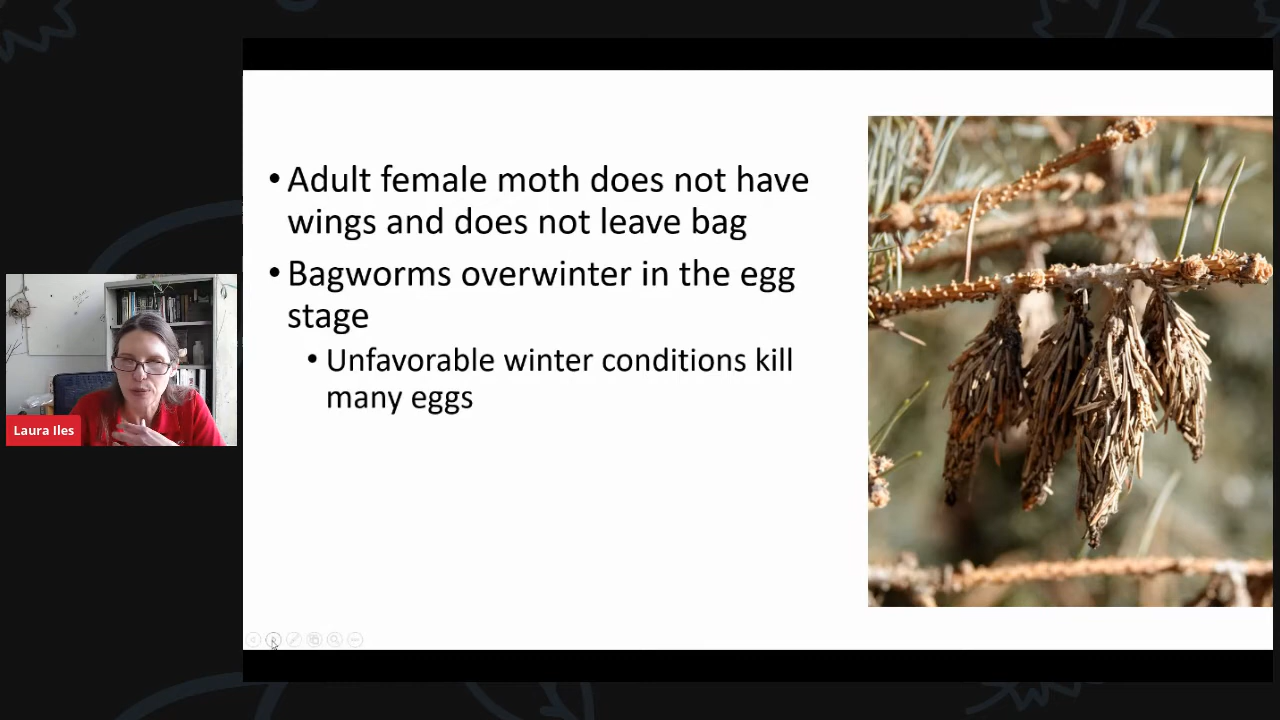 • Adult female moth does not have
wings and does not leave bag
• Bagworms overwinter in the egg
stage
• Unfavorable winter conditions kill
many eggs
Laura Iles